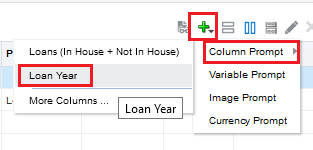 P
Loans (In House + Not In House)
Loan Year
Lo
More Columns ...
Loan Year
Column Prompt
Variable Prompt
Image Prompt
Currency Prompt